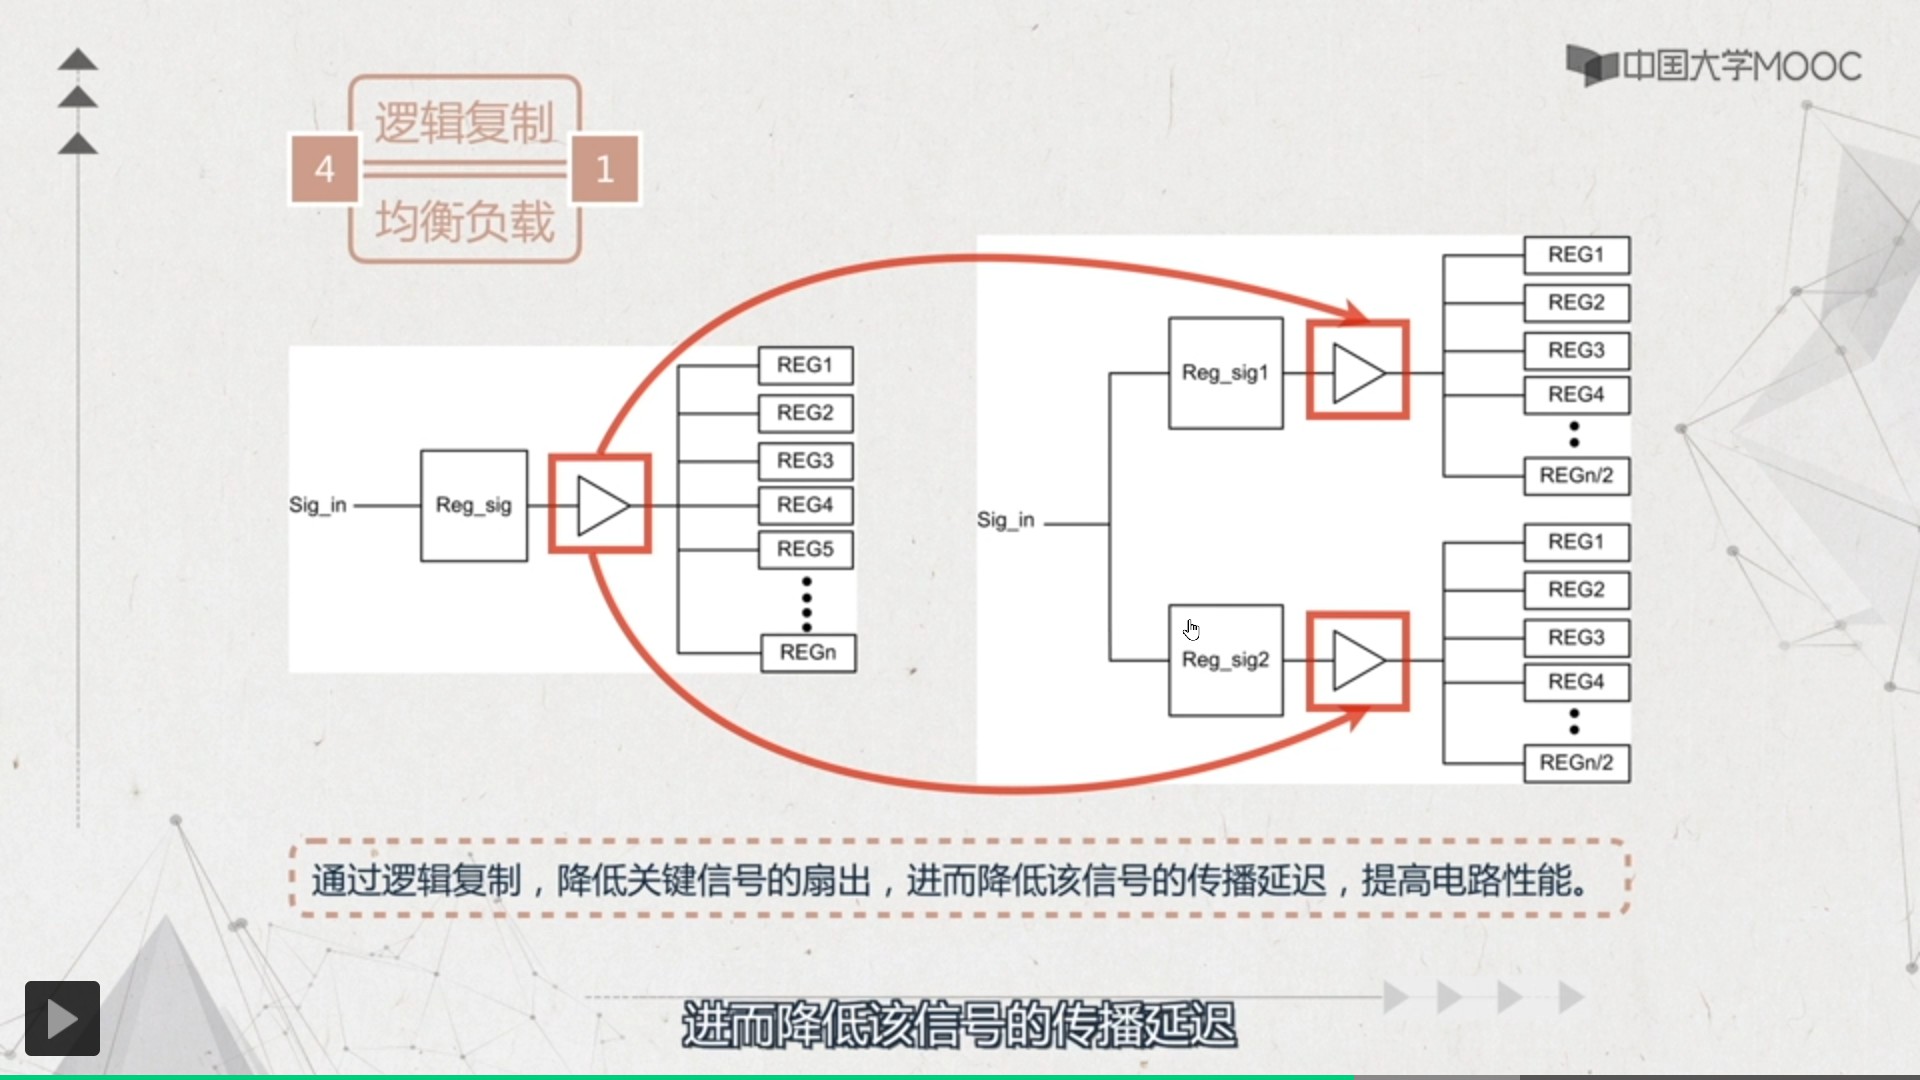 中国大学MOOC
逻辑复制
4
1
均衡负载
Sig_in
Reg_sig
REG1
REG2
REG3
REG4
REG5
REGn
Sig_in
Reg_sig1
REG1
REG2
REG3
REG4
REGn/2
Reg_sig2
REG1
REG2
REG3
REG4
REGn/2
通过逻辑复制，降低关键信号的扇出，进而降低该信号的传播延迟，提高电路性能。
进而降低该信号的传播延迟